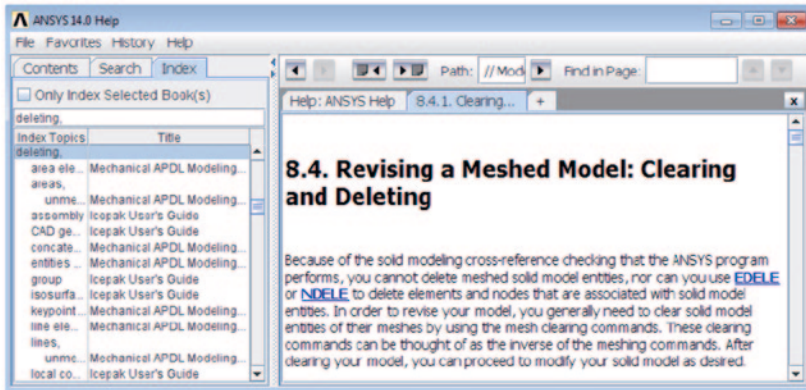 ANSYS 14.0 Help
File Favorites History Help
Contents Search Index
Only Index Selected Book(s)
deleting,
Index Topics Title
deleting,
area ele... Mechanical APDL Modeling...
areas,
unme... Mechanical APDL Modeling...
assembly Icepak User's Guide
CAD ge... Icepak User's Guide
concate... Mechanical APDL Modeling...
entities ... Mechanical APDL Modeling...
group Icepak User's Guide
isosurfa... Icepak User's Guide
keypoint... Mechanical APDL Modeling...
line ele... Mechanical APDL Modeling...
lines,
unme... Mechanical APDL Modeling...
local co... Icepak User's Guide
Path: //Mod Find in Page:
Help: ANSYS Help 8.4.1. Clearing... + x
8.4. Revising a Meshed Model: Clearing
and Deleting
Because of the solid modeling cross-reference checking that the ANSYS program
performs, you cannot delete meshed solid model entities, nor can you use EDELE
or NDELE to delete elements and nodes that are associated with solid model
entities. In order to revise your model, you generally need to clear solid model
entities of their meshes by using the mesh clearing commands. These clearing
commands can be thought of as the inverse of the meshing commands. After
clearing your model, you can proceed to modify your solid model as desired.